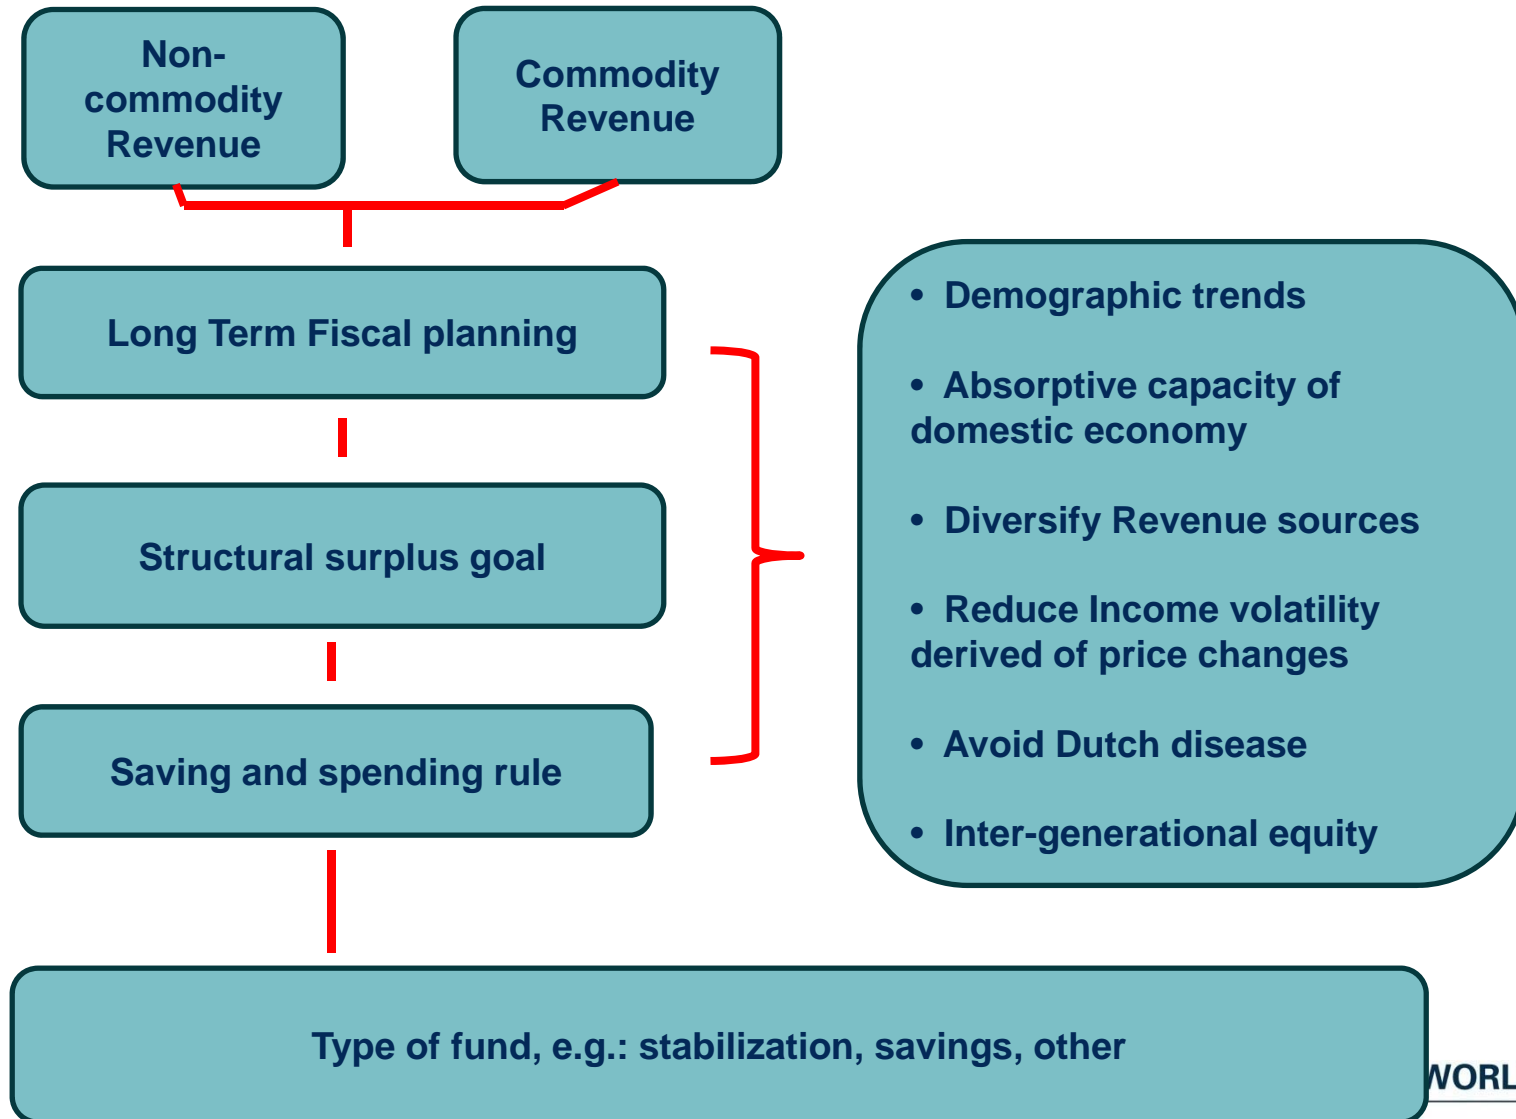 Non-
commodity
Revenue
Commodity
Revenue
Long Term Fiscal planning
Structural surplus goal
Saving and spending rule
• Demographic trends
• Absorptive capacity of
domestic economy
• Diversify Revenue sources
• Reduce Income volatility
derived of price changes
• Avoid Dutch disease
• Inter-generational equity
Type of fund, e.g.: stabilization, savings, other